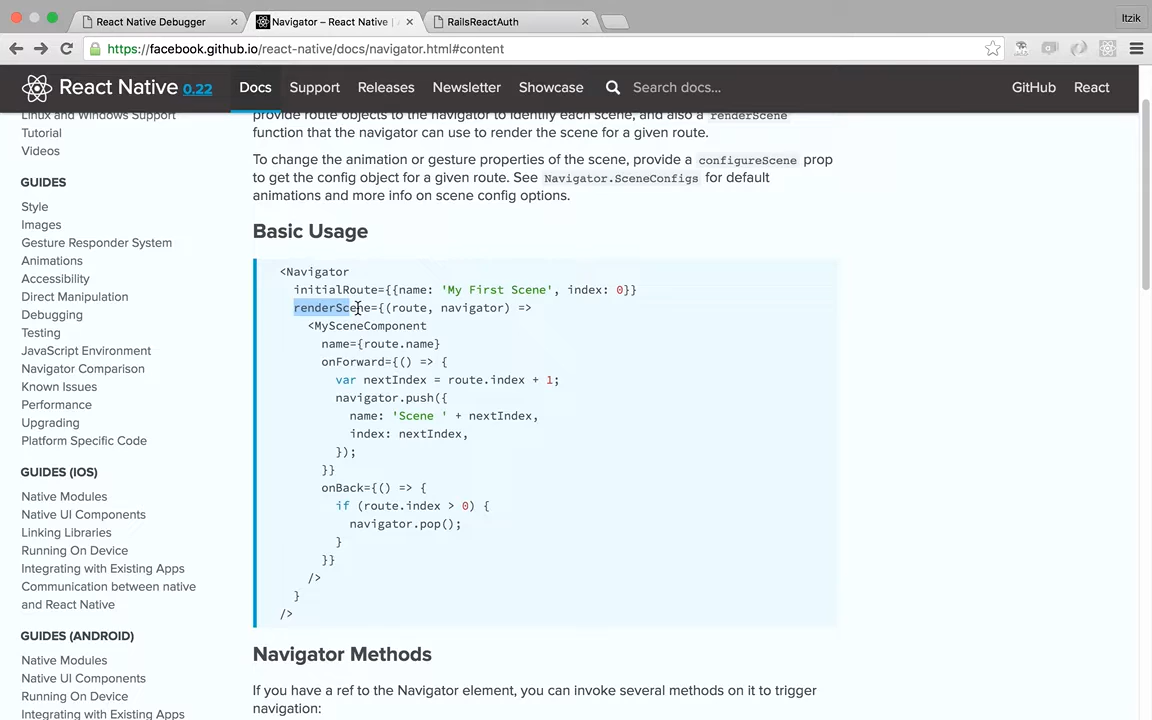 React Native Debugger
Navigator – React Native |
RailsReactAuth
Itzik
https://facebook.github.io/react-native/docs/navigator.html#content
React Native 0.22
Docs
Support
Releases
Newsletter
Showcase
Search docs...
GitHub
React
Linux and Windows Support
Tutorial
Videos
GUIDES
Style
Images
Gesture Responder System
Animations
Accessibility
Direct Manipulation
Debugging
Testing
JavaScript Environment
Navigator Comparison
Known Issues
Performance
Upgrading
Platform Specific Code
GUIDES (IOS)
Native Modules
Native UI Components
Linking Libraries
Running On Device
Integrating with Existing Apps
Communication between native
and React Native
GUIDES (ANDROID)
Native Modules
Native UI Components
Running On Device
Integrating with Existing Apps
provide route objects to the navigator to identify each scene, and also a renderScene
function that the navigator can use to render the scene for a given route.
To change the animation or gesture properties of the scene, provide a configureScene prop
to get the config object for a given route. See Navigator.SceneConfigs for default
animations and more info on scene config options.
Basic Usage
<Navigator
initialRoute={{name: 'My First Scene', index: 0}}
renderScene={(route, navigator) =>
<MySceneComponent
name={route.name}
onForward={() => {
var nextIndex = route.index + 1;
navigator.push({
name: 'Scene ' + nextIndex,
index: nextIndex,
});
}}
onBack={() => {
if (route.index > 0) {
navigator.pop();
}
}}
/>
}
/>
Navigator Methods
If you have a ref to the Navigator element, you can invoke several methods on it to trigger
navigation: